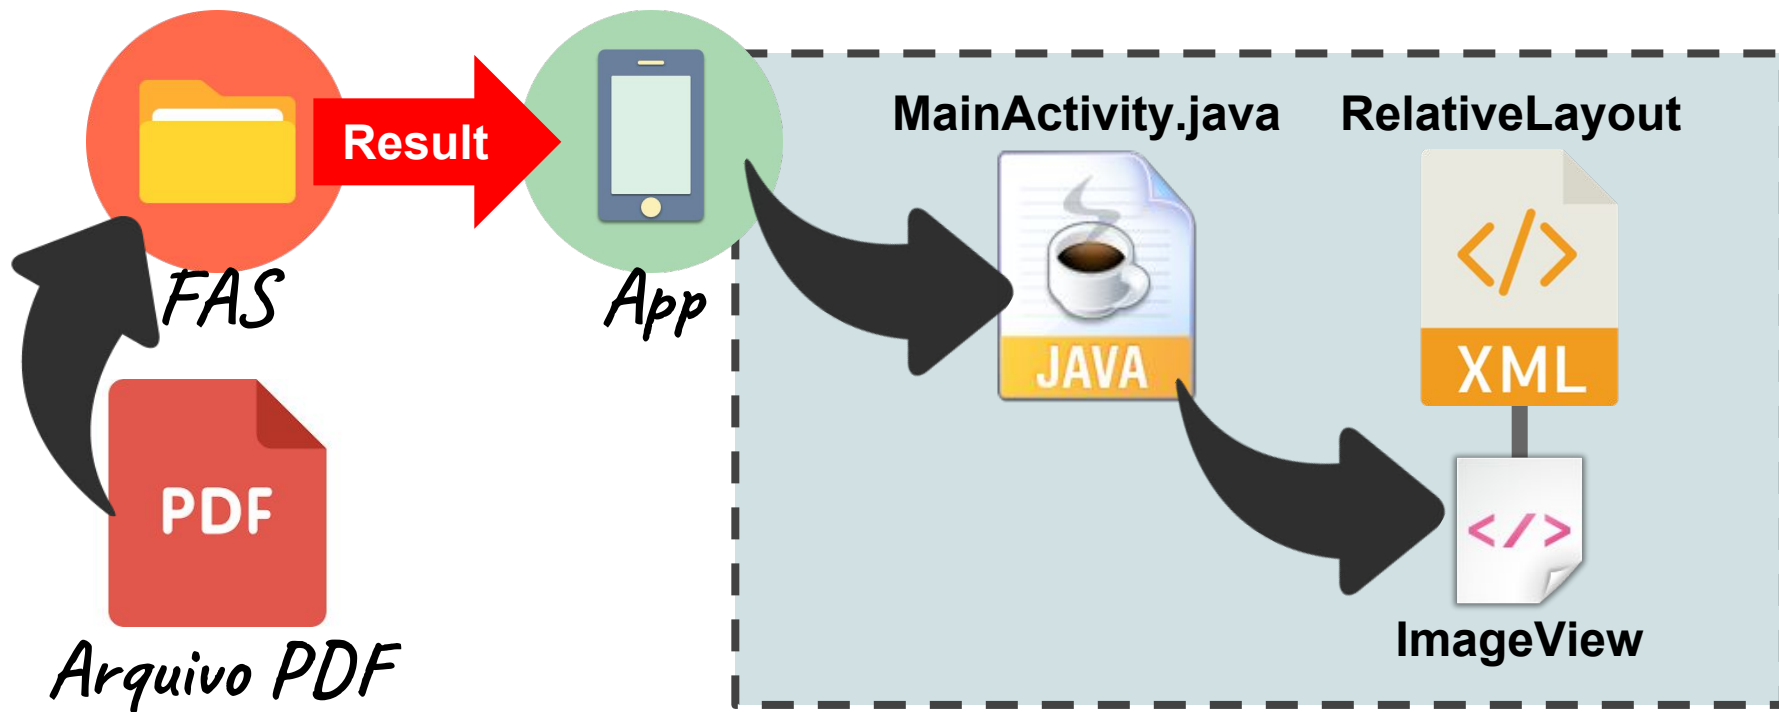 MainActivity.java
RelativeLayout
Result
</>
FAS
App
JAVA
XML
PDF
</>
ImageView
Arquivo PDF